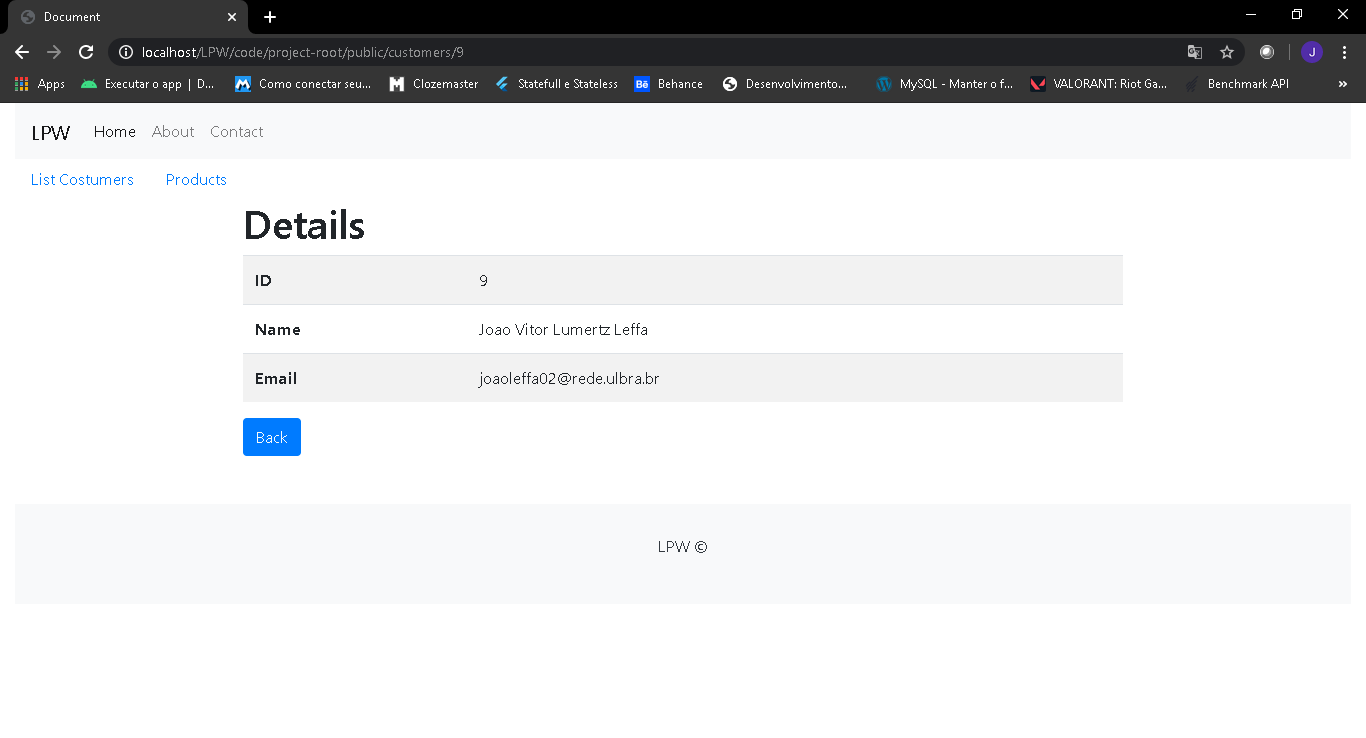 Document
localhost/LPW/code/project-root/public/customers/9
J
Apps Executar o app | D... Como conectar seu... Clozemaster Statefull e Stateless Bē Behance Desenvolvimento... MySQL - Manter o f... VALORANT: Riot Ga... Benchmark API »
LPW Home About Contact
List Costumers Products
Details
ID 9
Name Joao Vitor Lumertz Leffa
Email joaoleffa02@rede.ulbra.br
Back
LPW ©